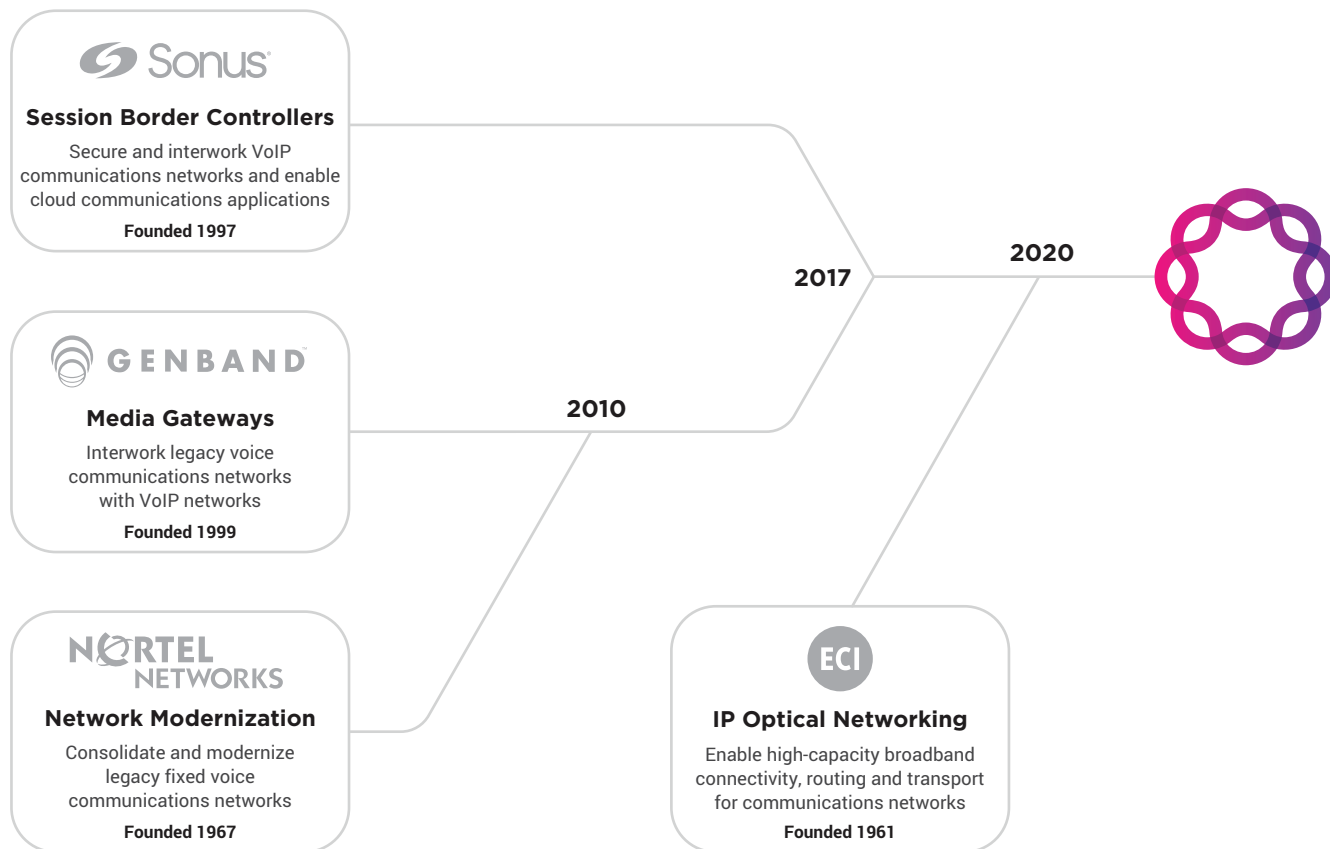 Sonus
Session Border Controllers
Secure and interwork VoIP
communications networks and enable
cloud communications applications
Founded 1997
2020
2017
GENBAND™
Media Gateways
Interwork legacy voice
communications networks
with VoIP networks
Founded 1999
2010
NORTEL
NETWORKS
Network Modernization
Consolidate and modernize
legacy fixed voice
communications networks
Founded 1967
ECI
IP Optical Networking
Enable high-capacity broadband
connectivity, routing and transport
for communications networks
Founded 1961